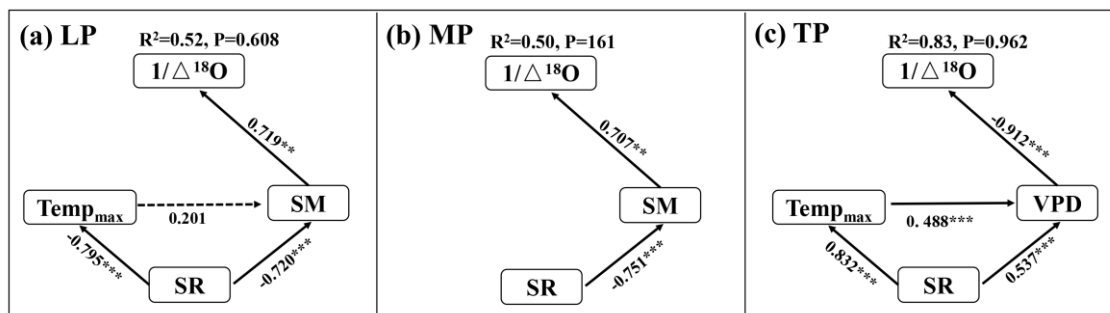 (a) LP
R²=0.52, P=0.608
1/△¹⁸O
0.719**
Temp_max
0.201
SM
-0.795***
-0.720***
SR
(b) MP
R²=0.50, P=161
1/△¹⁸O
0.707**
SM
-0.751***
SR
(c) TP
R²=0.83, P=0.962
1/△¹⁸O
-0.912***
Temp_max
0. 488***
VPD
0.832***
0.537***
SR